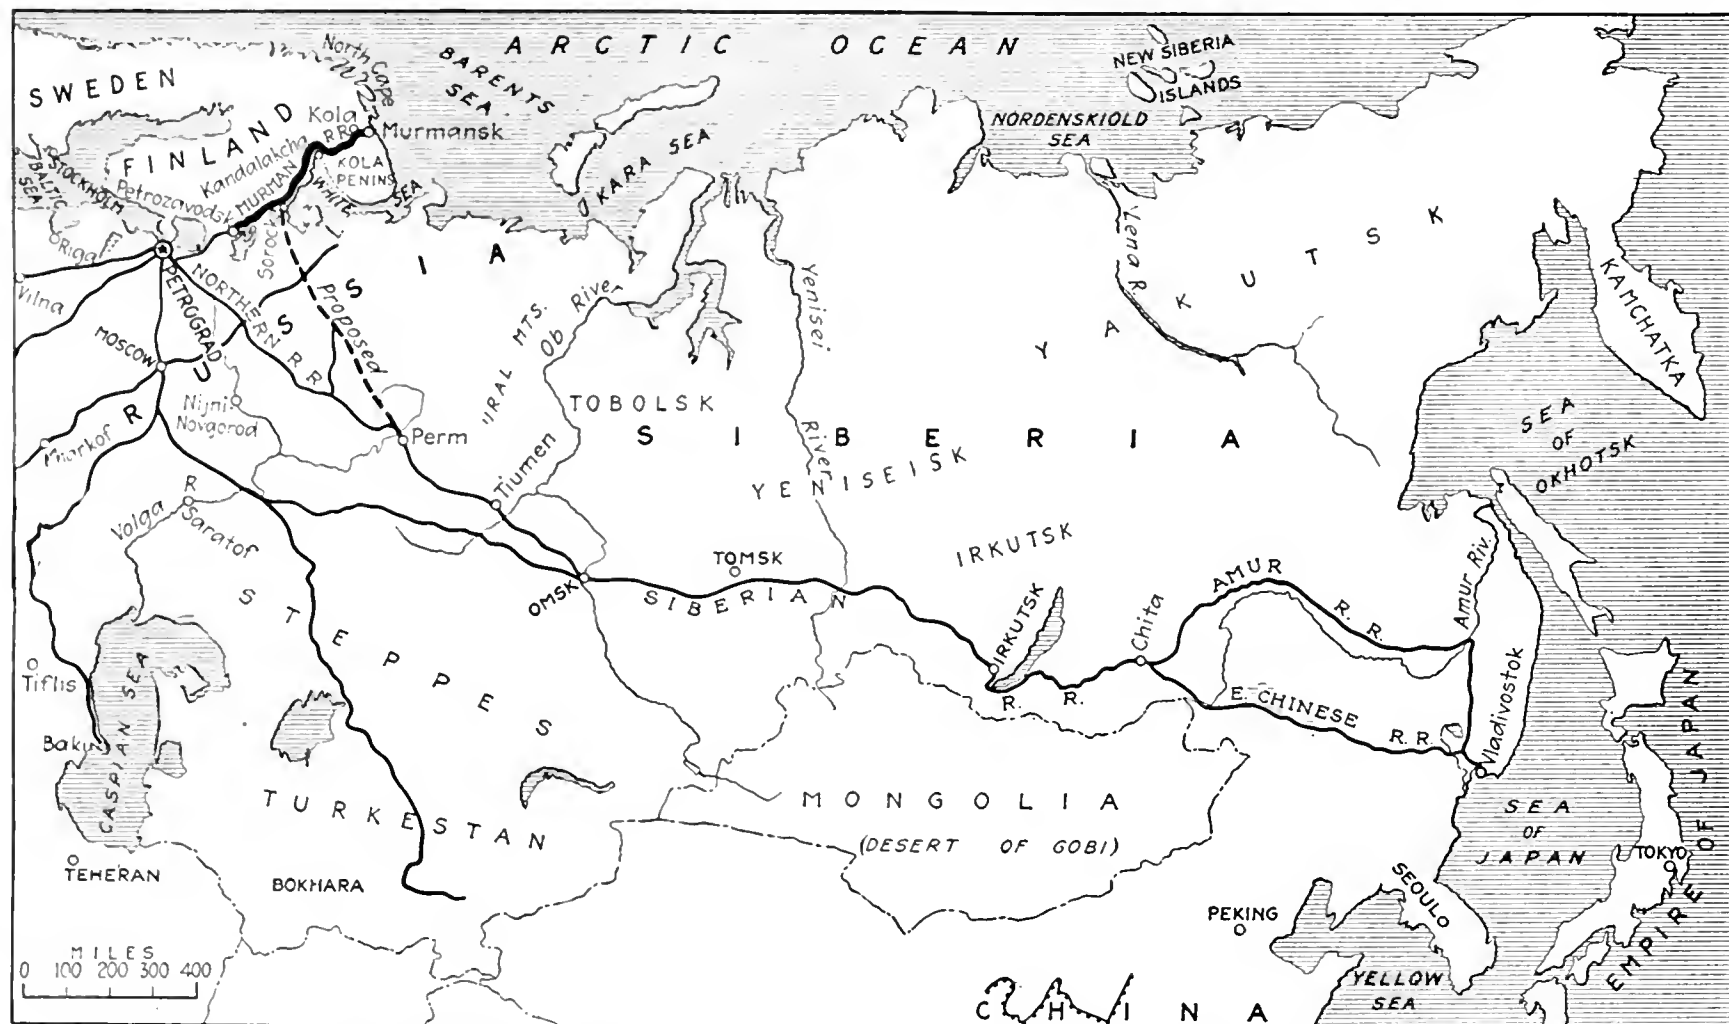 ARCTIC OCEAN
North Cape
BARENTS
SEA
NEW SIBERIA
ISLANDS
SWEDEN
FINLAND
Kola
Murmansk
KARA SEA
NORDENSKIOLD
SEA
STOCKHOLM
BALTIC
SEA
Kandalakcha
MURMAN R R
KOLA
PENINS
WHITE SEA
Petrozavodsk
Riga
Sorock
Vilna
PETROGRAD
NORTHERN R R
Proposed
RUSSIA
MOSCOW
Nijni-
Novgorod
Kharkof
Perm
URAL MTS.
Ob River
Yenisei
River
Lena R.
YAKUTSK
KAMCHATKA
TOBOLSK
SIBERIA
YENISEISK
SEA
OF
OKHOTSK
Tiumen
Volga R
Saratof
STEPPES
OMSK
TOMSK
SIBERIAN
R. R.
IRKUTSK
IRKUTSK
Chita
AMUR
R. R.
Amur Riv.
E. CHINESE
R. R.
Vladivostok
Tiflis
Baku
CASPIAN SEA
TURKESTAN
MONGOLIA
(DESERT OF GOBI)
SEA
OF
JAPAN
EMPIRE OF JAPAN
TOKYO
TEHERAN
BOKHARA
PEKING
SEOUL
YELLOW
SEA
CHINA
MILES
0 100 200 300 400